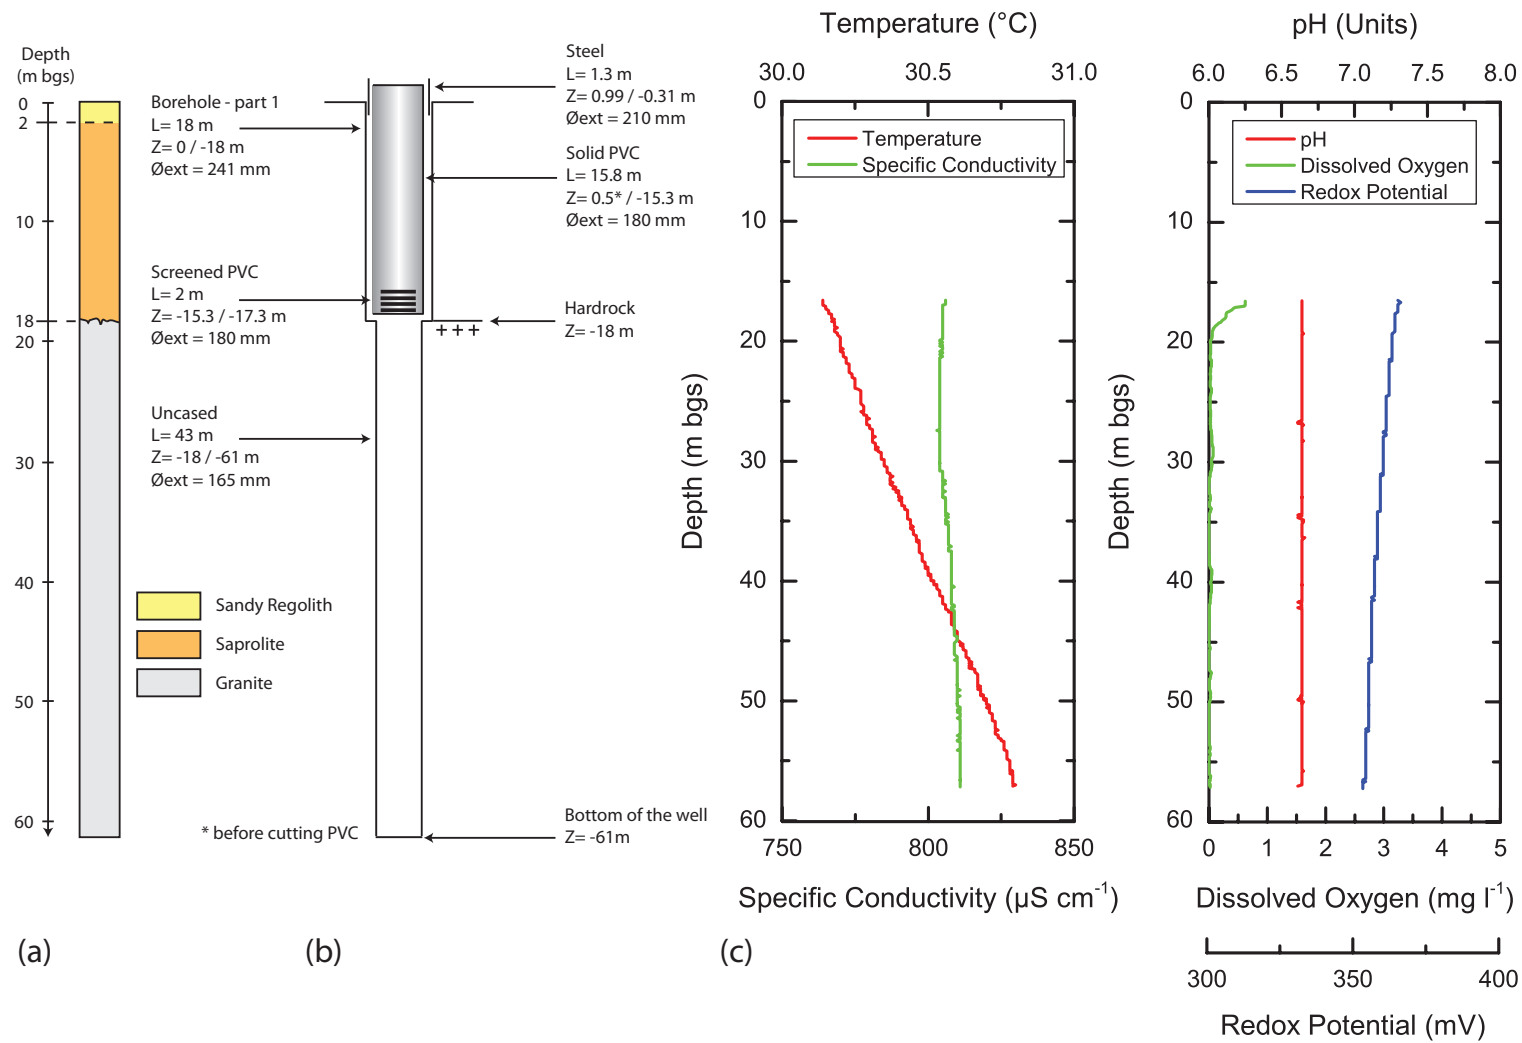 Depth
(m bgs)
0
2
10
18
20
30
40
50
60
Sandy Regolith
Saprolite
Granite
(a)
Borehole - part 1
L= 18 m
Z= 0 / -18 m
Øext = 241 mm
Screened PVC
L= 2 m
Z= -15.3 / -17.3 m
Øext = 180 mm
Uncased
L= 43 m
Z= -18 / -61 m
Øext = 165 mm
* before cutting PVC
Steel
L= 1.3 m
Z= 0.99 / -0.31 m
Øext = 210 mm
Solid PVC
L= 15.8 m
Z= 0.5* / -15.3 m
Øext = 180 mm
Hardrock
Z= -18 m
+++
Bottom of the well
Z= -61m
(b)
Temperature (°C)
30.0 30.5 31.0
Temperature
Specific Conductivity
Depth (m bgs)
0
10
20
30
40
50
60
750 800 850
Specific Conductivity (µS cm-1)
(c)
pH (Units)
6.0 6.5 7.0 7.5 8.0
pH
Dissolved Oxygen
Redox Potential
Depth (m bgs)
0
10
20
30
40
50
60
0 1 2 3 4 5
Dissolved Oxygen (mg l-1)
300 350 400
Redox Potential (mV)